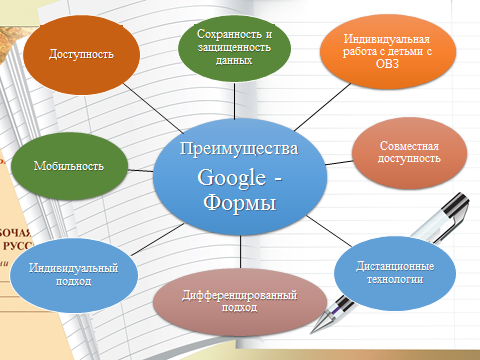 Доступность
Сохранность и
защищенность
данных
Индивидуальная
работа с детьми с
ОВЗ
Мобильность
Преимущества
Google -
Формы
Совместная
доступность
Индивидуальный
подход
Дифференцированный
подход
Дистанционные
технологии